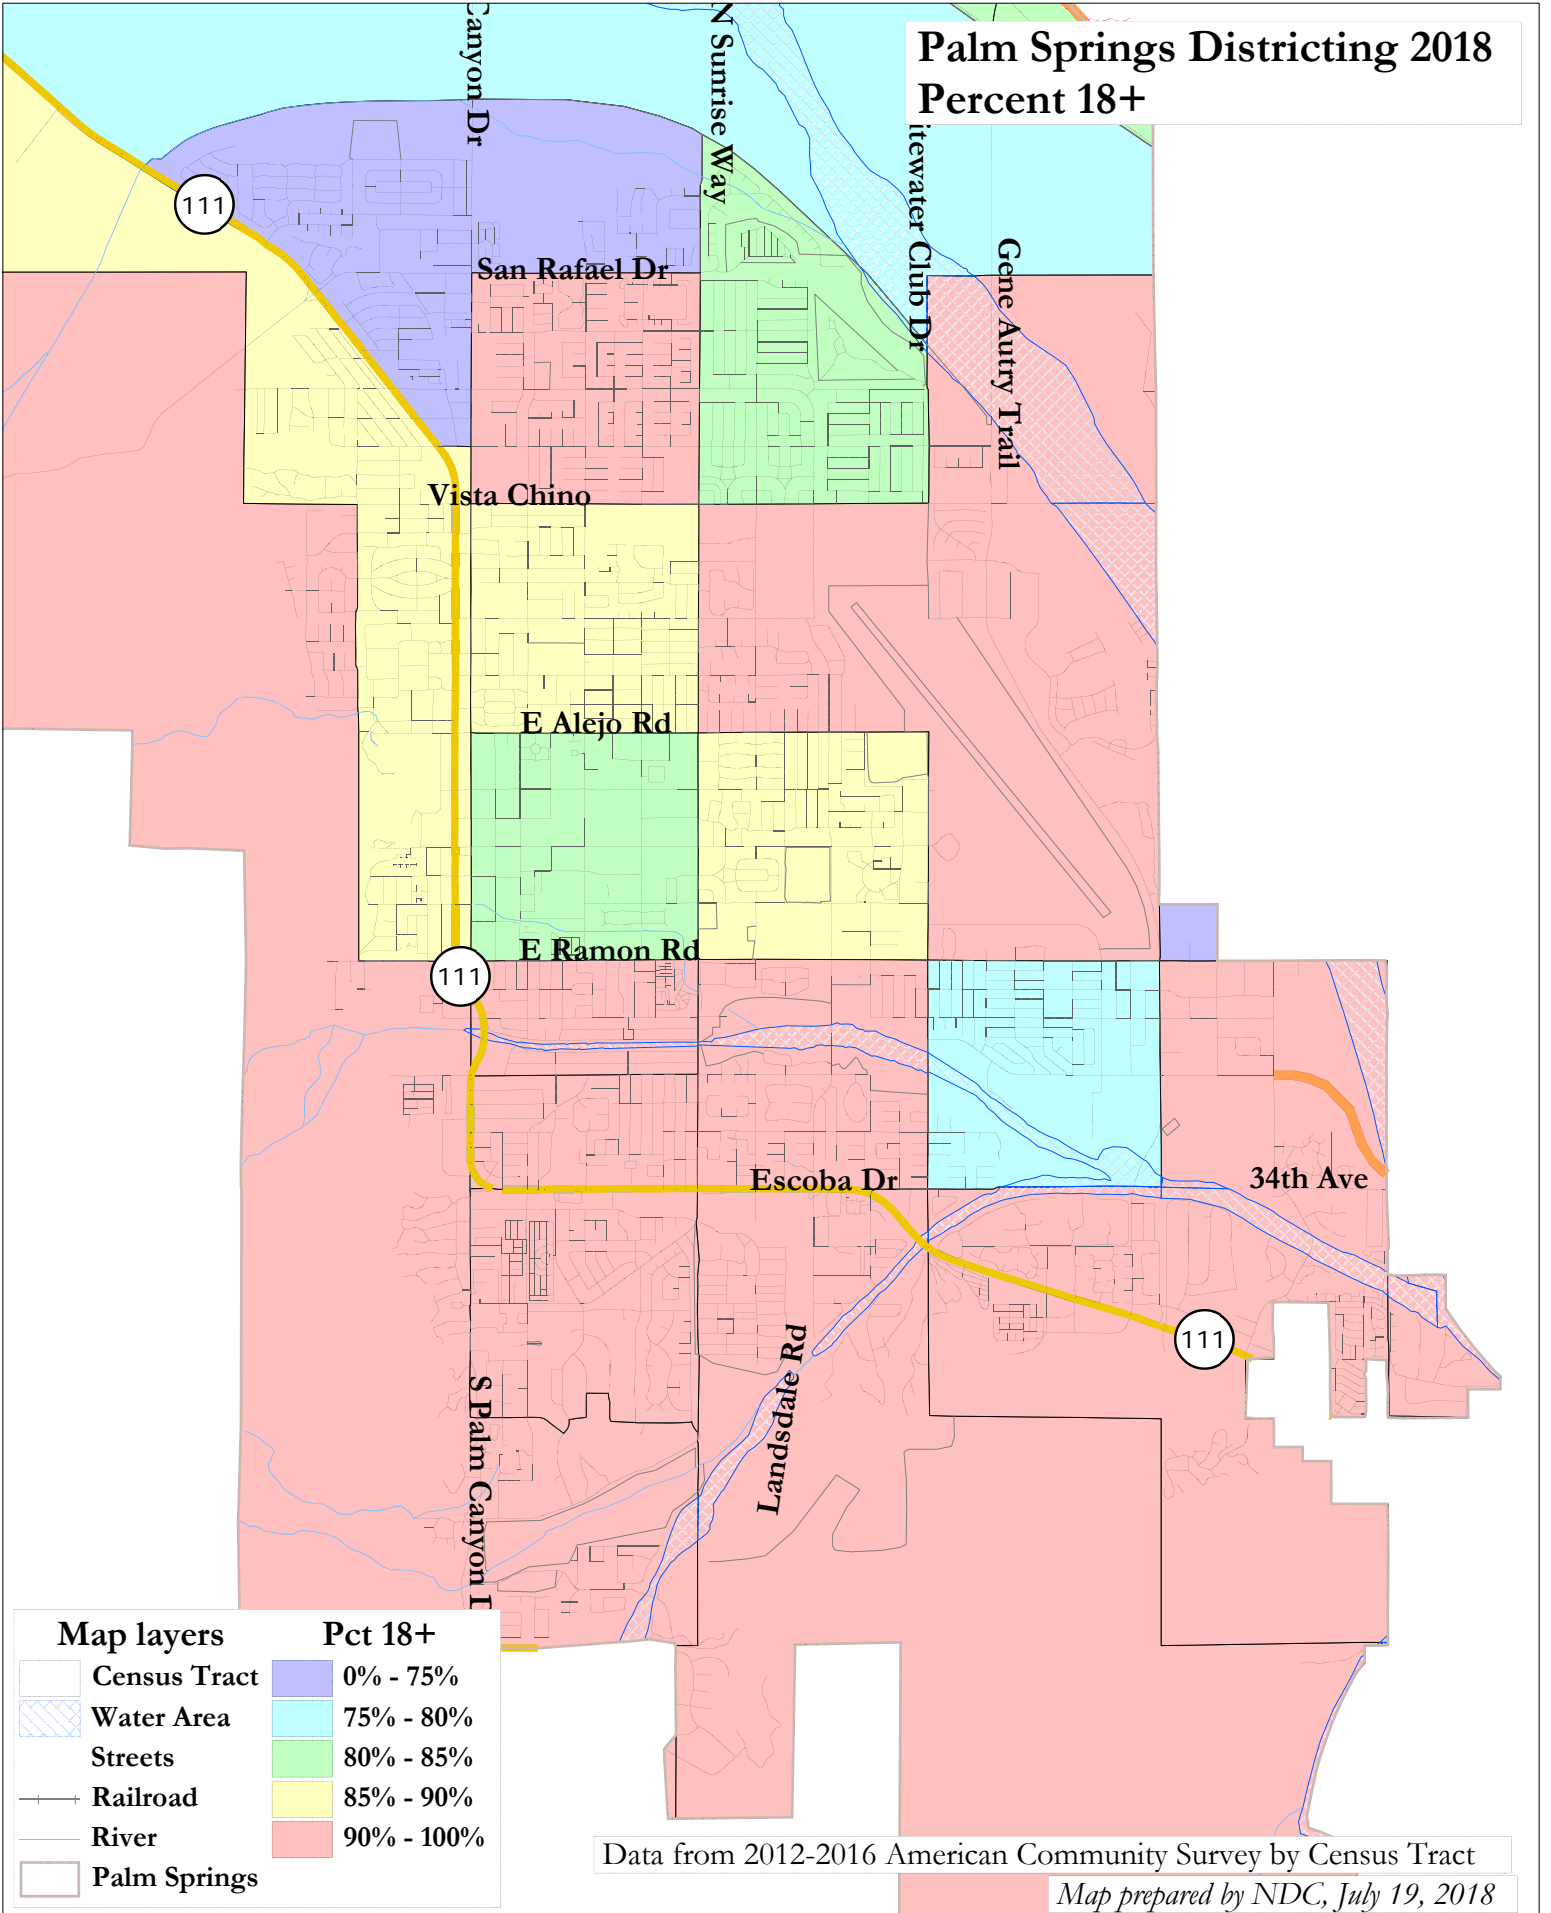 Palm Springs Districting 2018
Percent 18+
Canyon Dr
N Sunrise Way
itewater Club Dr
Gene Autry Trail
111
San Rafael Dr
Vista Chino
E Alejo Rd
E Ramon Rd
111
Escoba Dr
34th Ave
111
Landsdale Rd
S Palm Canyon D
Map layers
Census Tract
Water Area
Streets
Railroad
River
Palm Springs
Pct 18+
0% - 75%
75% - 80%
80% - 85%
85% - 90%
90% - 100%
Data from 2012-2016 American Community Survey by Census Tract
Map prepared by NDC, July 19, 2018